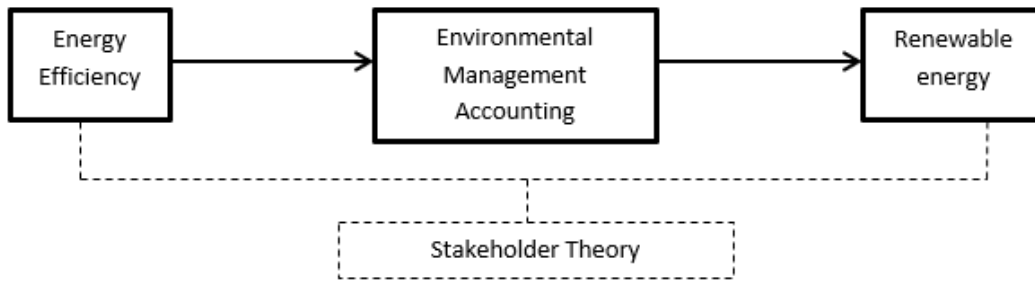 Energy
Efficiency
Environmental
Management
Accounting
Renewable
energy
Stakeholder Theory